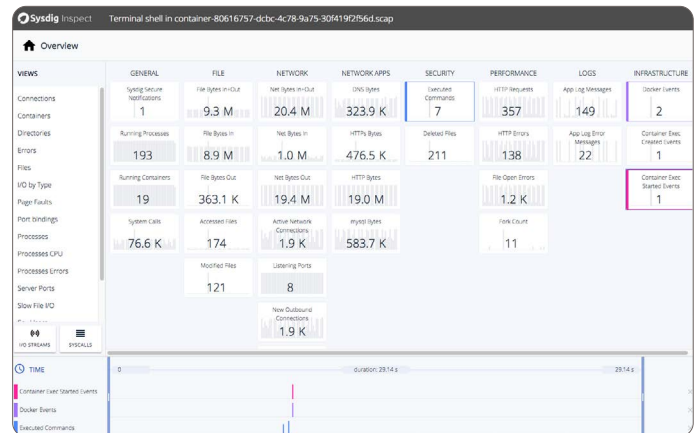 Sysdig Inspect
Terminal shell in container-80616757-dcbc-4c78-9a75-30f419f2f56d.scap
Overview
VIEWS
Connections
Containers
Directories
Errors
Files
I/O by Type
Page Faults
Port bindings
Processes
Processes CPU
Processes Errors
Server Ports
Slow File I/O
I/O STREAMS
SYSCALLS
GENERAL
Sysdig Secure
Notifications
1
Running Processes
193
Running Containers
19
System Calls
76.6 K
FILE
File Bytes In+Out
9.3 M
File Bytes In
8.9 M
File Bytes Out
363.1 K
Accessed Files
174
Modified Files
121
NETWORK
Net Bytes In+Out
20.4 M
Net Bytes In
1.0 M
Net Bytes Out
19.4 M
Active Network
Connections
1.9 K
Listening Ports
8
New Outbound
Connections
1.9 K
NETWORK APPS
DNS Bytes
323.9 K
HTTPs Bytes
476.5 K
HTTP Bytes
19.0 M
mysql Bytes
583.7 K
SECURITY
Executed
Commands
7
Deleted Files
211
PERFORMANCE
HTTP Requests
357
HTTP Errors
138
File Open Errors
1.2 K
Fork Count
11
LOGS
App Log Messages
149
App Log Error
Messages
22
INFRASTRUCTURE
Docker Events
2
Container Exec
Created Events
1
Container Exec
Started Events
1
TIME
0
duration: 29.14 s
29.14 s
Container Exec Started Events
Docker Events
Executed Commands